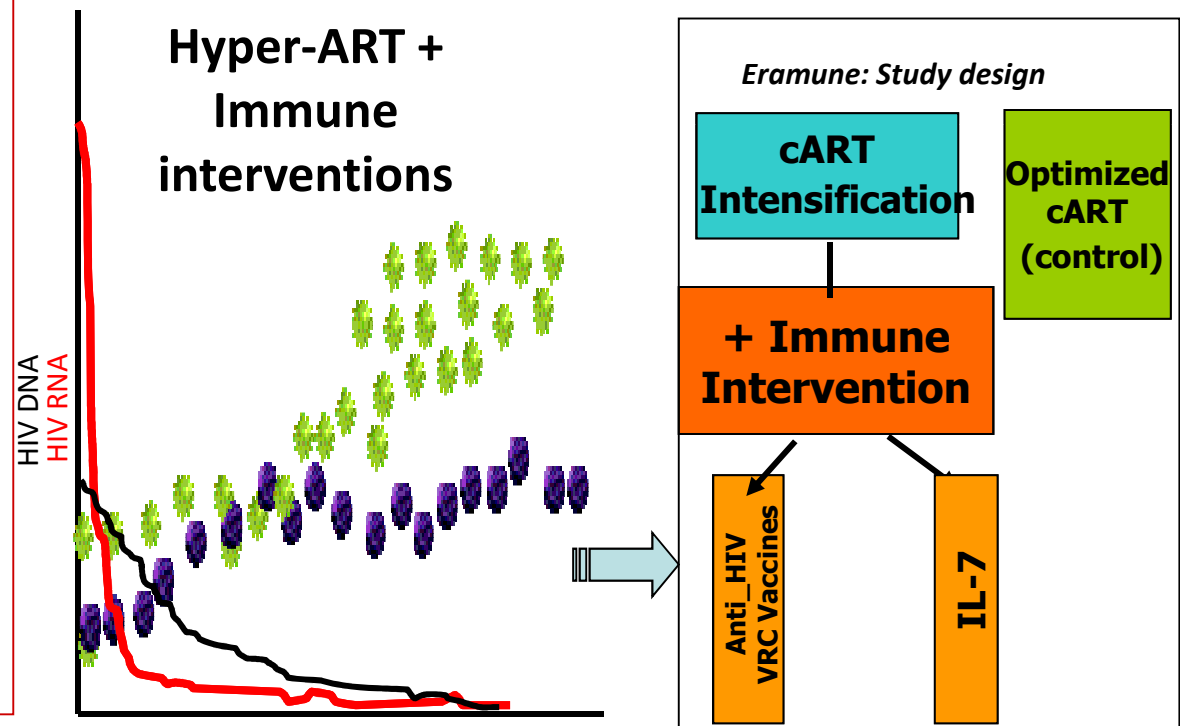 Hyper-ART +
Immune
interventions
HIV DNA
HIV RNA
Eramune: Study design
cART
Intensification
Optimized
cART
(control)
+ Immune
Intervention
Anti_HIV
VRC Vaccines
IL-7